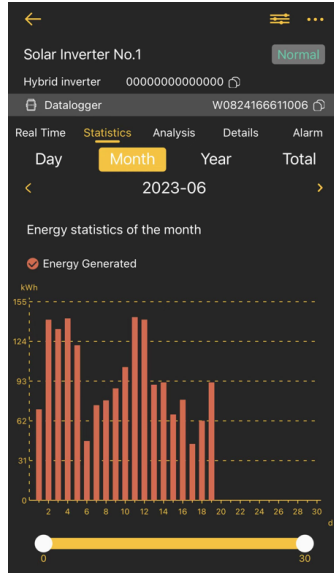 Solar Inverter No.1 Normal
Hybrid inverter 00000000000000
Datalogger W0824166611006
Real Time Statistics Analysis Details Alarm
Day Month Year Total
< 2023-06 >
Energy statistics of the month
Energy Generated
kWh
155
124
93
62
31
0
2 4 6 8 10 12 14 16 18 20 22 24 26 28 30
d
0 30